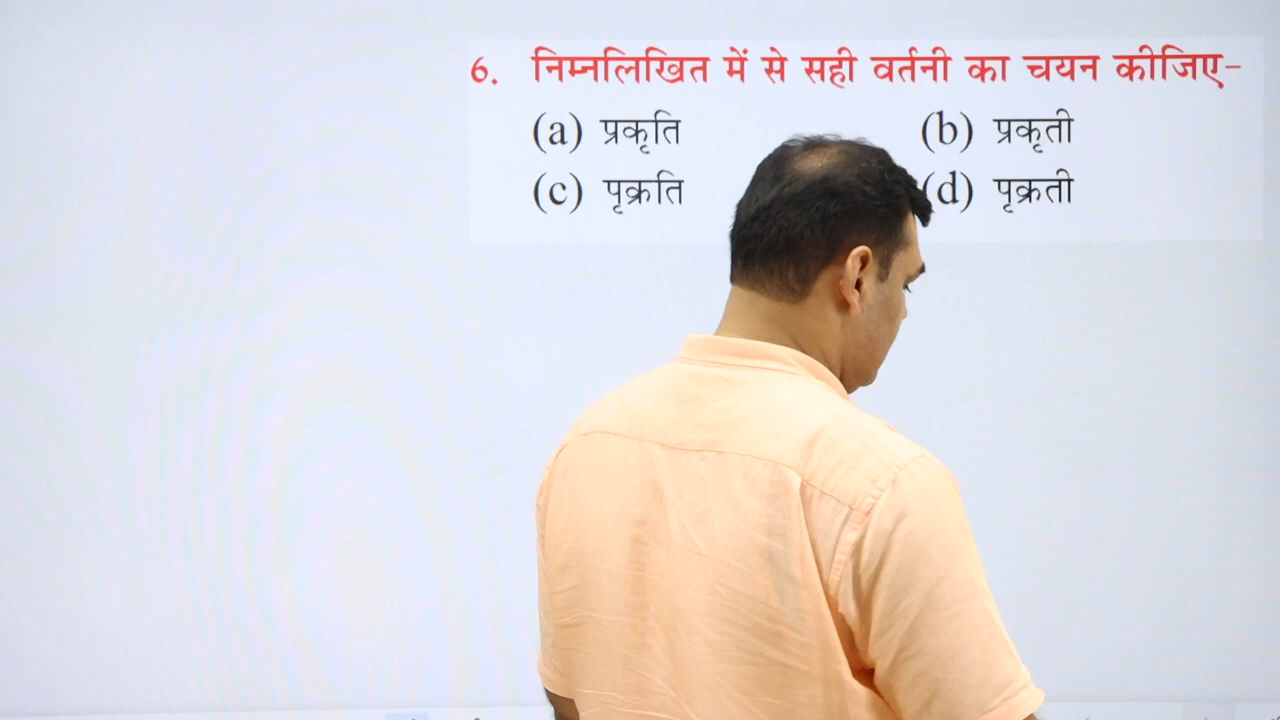 6. निम्नलिखित में से सही वर्तनी का चयन कीजिए-
(a) प्रकृति (b) प्रकृती
(c) पृक्रति (d) पृक्रती